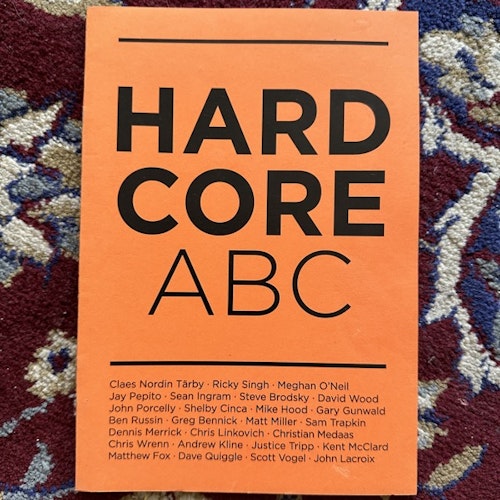 HARD
CORE
ABC
Claes Nordin Tärby · Ricky Singh · Meghan O'Neil
Jay Pepito · Sean Ingram · Steve Brodsky · David Wood
John Porcelly · Shelby Cinca · Mike Hood · Gary Gunwald
Ben Russin · Greg Bennick · Matt Miller · Sam Trapkin
Dennis Merrick · Chris Linkovich · Christian Medaas
Chris Wrenn · Andrew Kline · Justice Tripp · Kent McClard
Matthew Fox · Dave Quiggle · Scott Vogel · John Lacroix